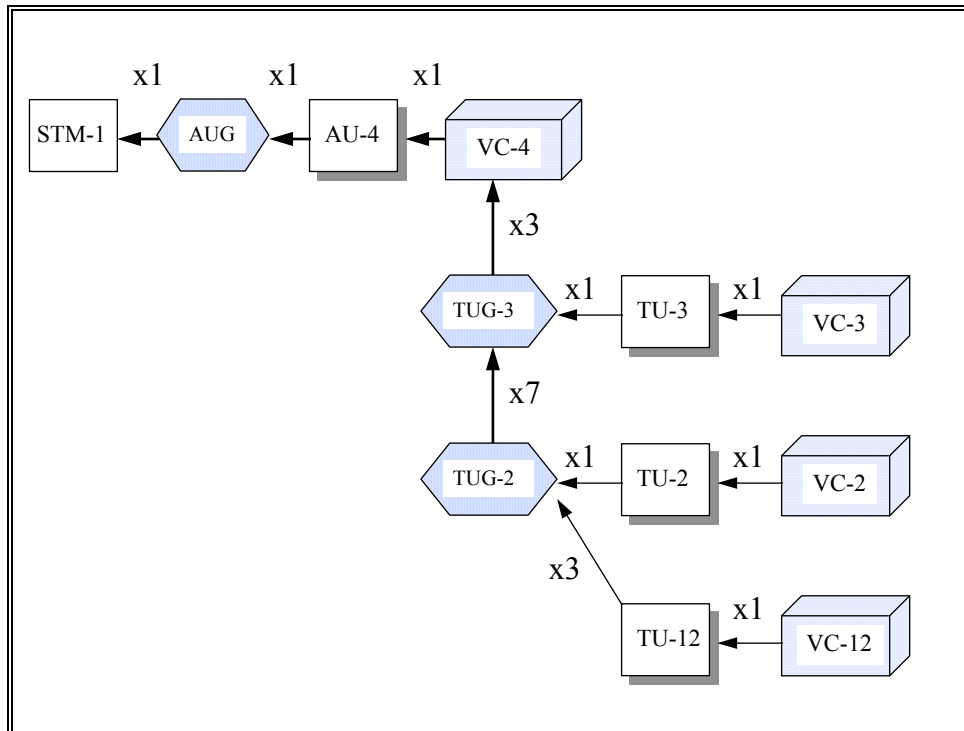 x1 x1 x1
STM-1 AUG AU-4 VC-4
x3
x1 x1
TUG-3 TU-3 VC-3
x7
x1 x1
TUG-2 TU-2 VC-2
x3 x1
TU-12 VC-12